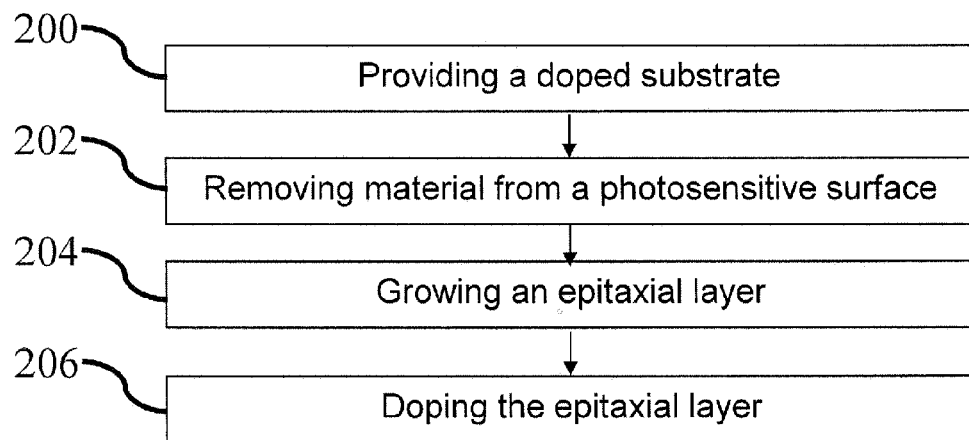 200
Providing a doped substrate
202
Removing material from a photosensitive surface
204
Growing an epitaxial layer
206
Doping the epitaxial layer